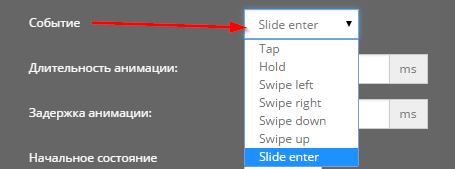 Событие Slide enter
Tap
Hold
Длительность анимации: Swipe left ms
Swipe right
Задержка анимации: Swipe down ms
Swipe up
Начальное состояние Slide enter